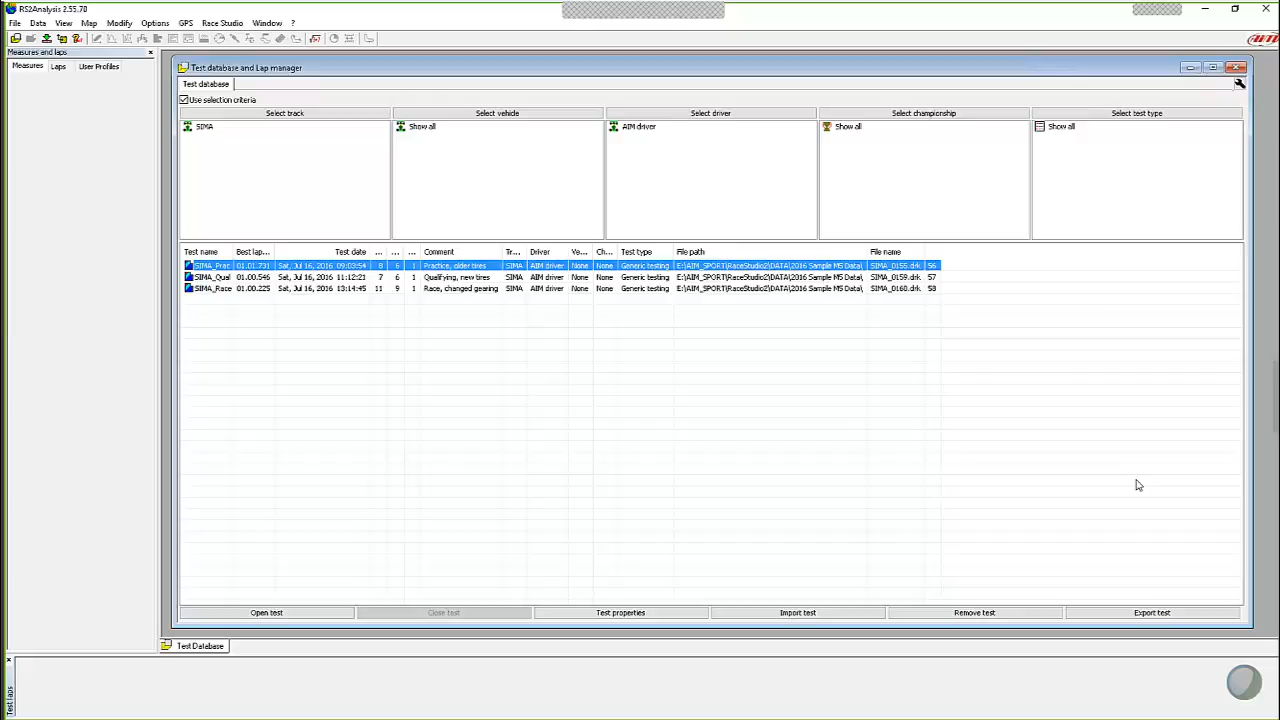 RS2Analysis 2.55.70
File Data View Map Modify Options GPS Race Studio Window ?
Measures and laps
Measures Laps User Profiles
Test database and Lap manager
Test database
Use selection criteria
Select track Select vehicle Select driver Select championship Select test type
SIMA Show all AIM driver Show all Show all
Test name Best lap... Test date ... ... ... Comment Tr... Driver Ve... Ch... Test type File path File name
SIMA_Prac 01.01.731 Sat, Jul 16, 2016 09:03:54 8 6 1 Practice, older tires SIMA AIM driver None None Generic testing E:\AIM_SPORT\RaceStudio2\DATA\2016 Sample MS Data\ SIMA_0155.drk 56
SIMA_Qual 01.00.546 Sat, Jul 16, 2016 11:12:21 7 6 1 Qualifying, new tires SIMA AIM driver None None Generic testing E:\AIM_SPORT\RaceStudio2\DATA\2016 Sample MS Data\ SIMA_0159.drk 57
SIMA_Race 01.00.225 Sat, Jul 16, 2016 13:14:45 11 9 1 Race, changed gearing SIMA AIM driver None None Generic testing E:\AIM_SPORT\RaceStudio2\DATA\2016 Sample MS Data\ SIMA_0160.drk 58
Open test Close test Test properties Import test Remove test Export test
Test Database
Test laps